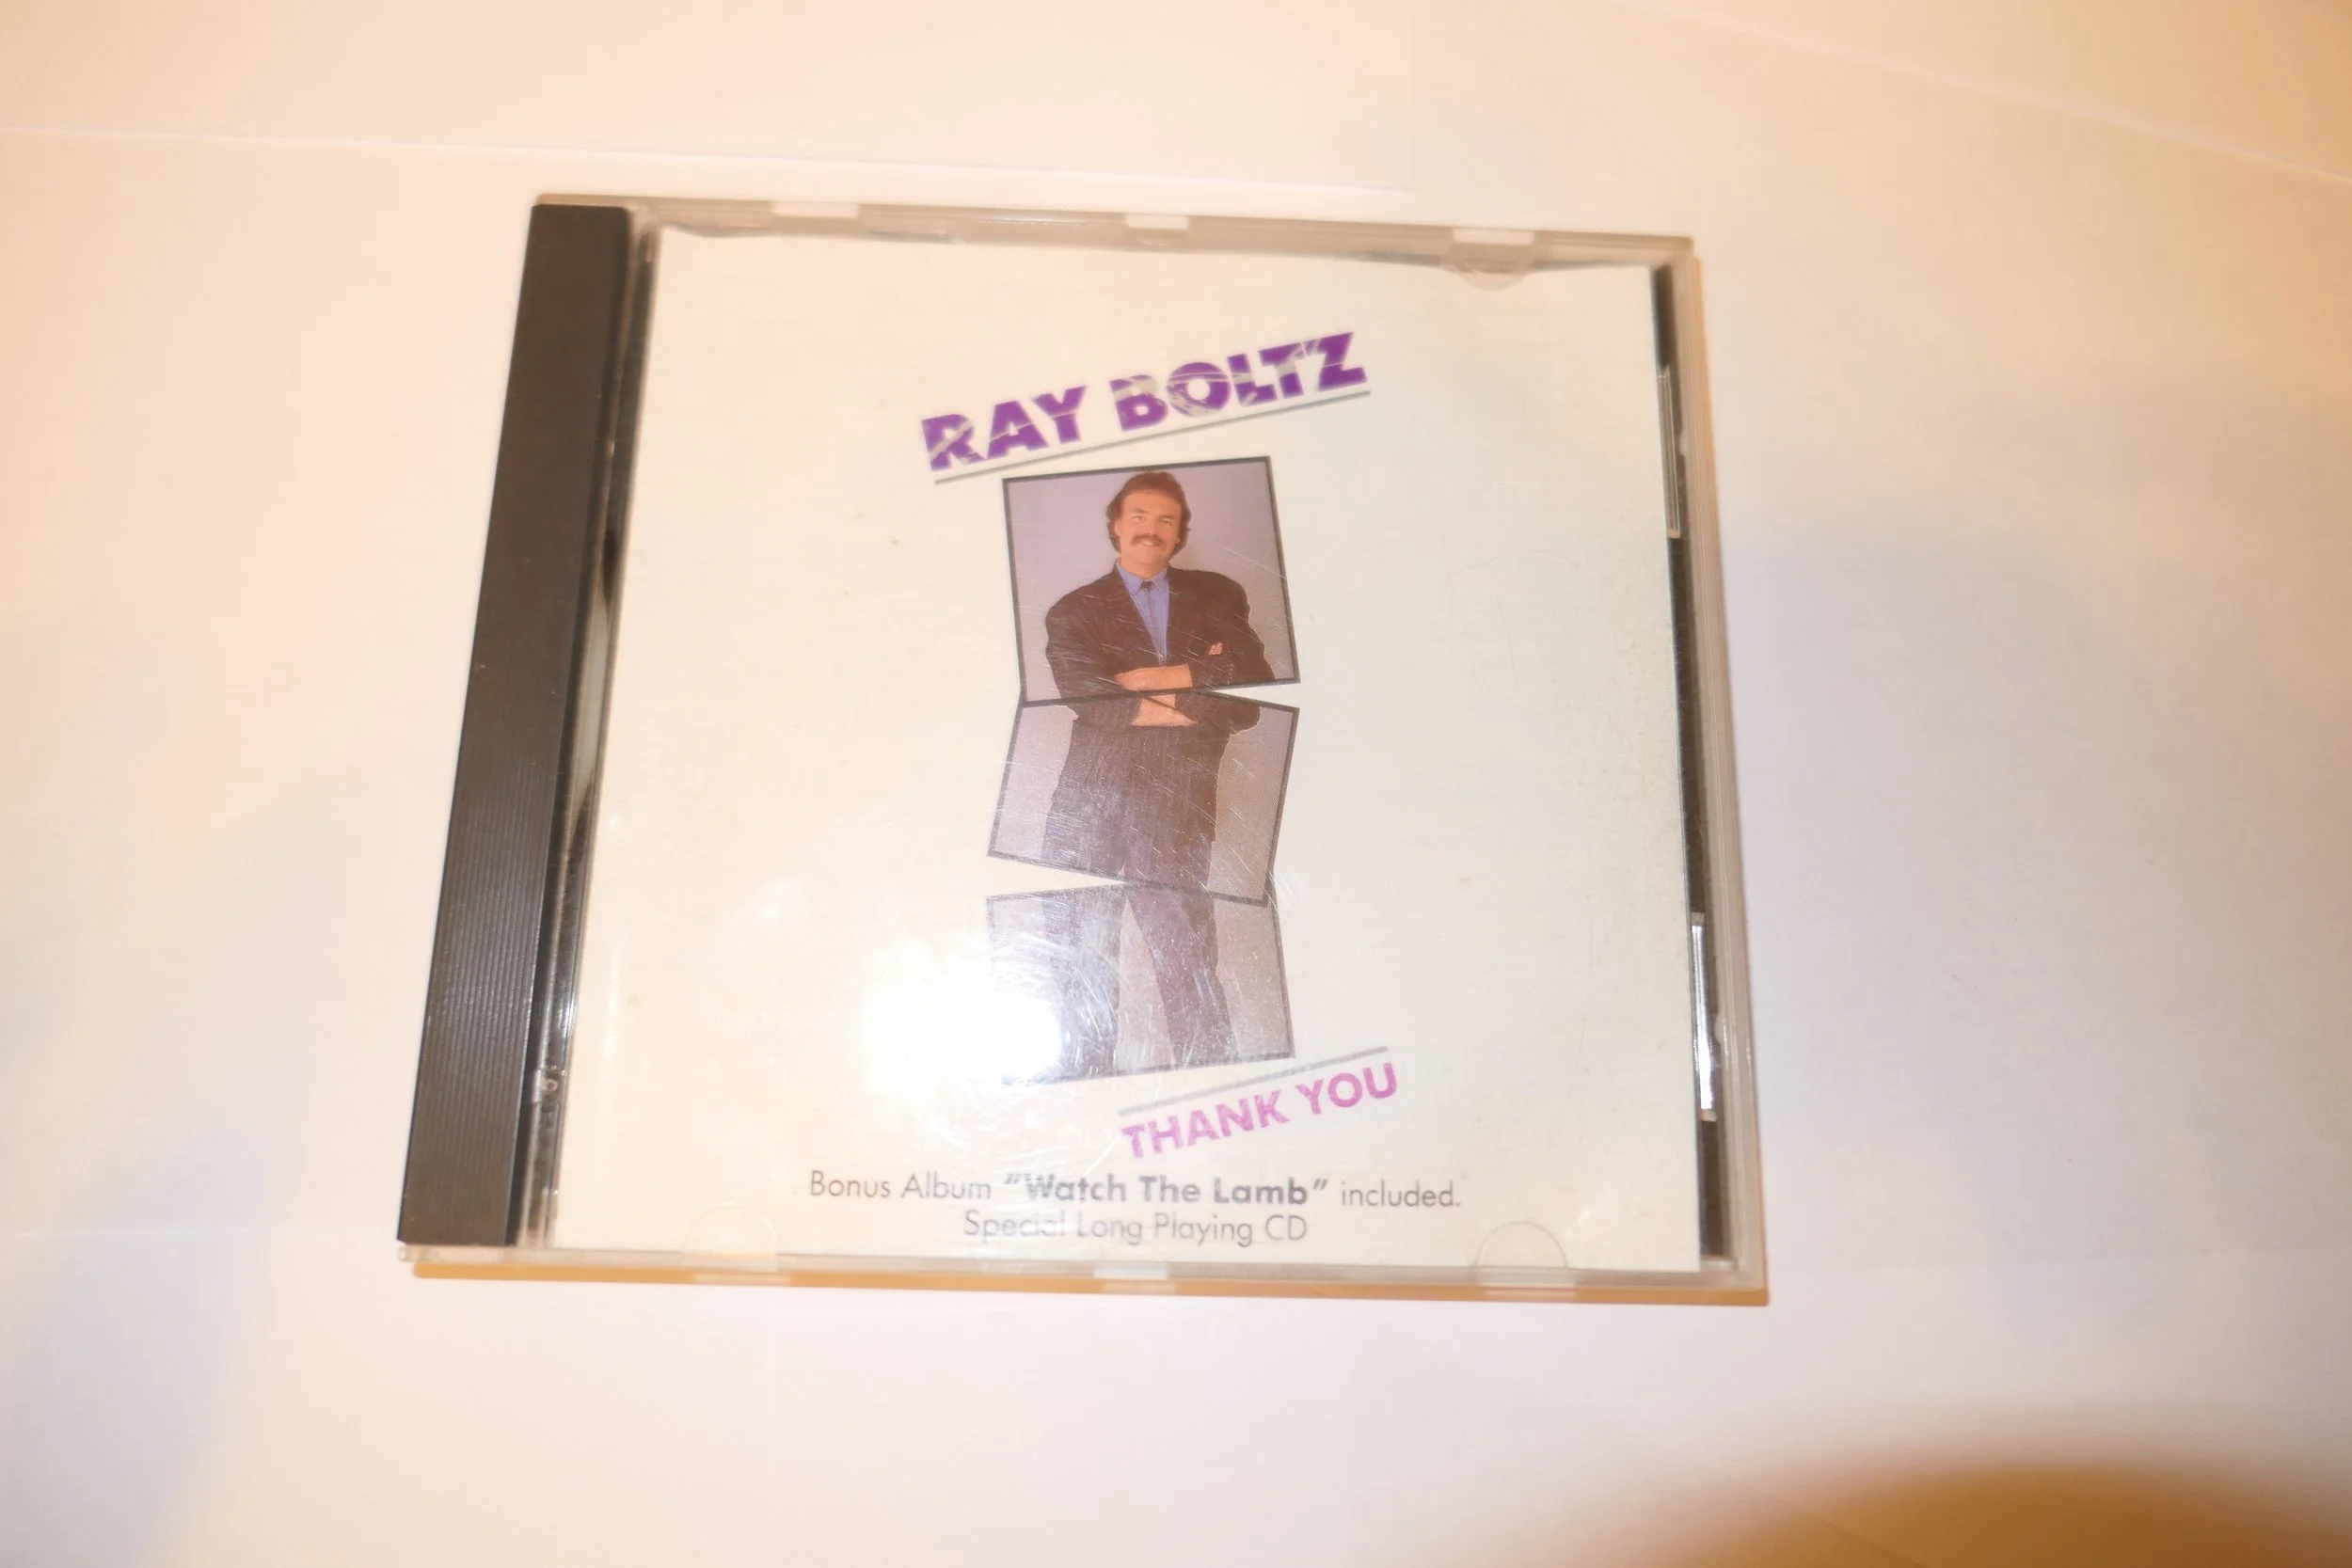 RAY BOLTZ
THANK YOU
Bonus Album "Watch The Lamb" included.
Special Long Playing CD